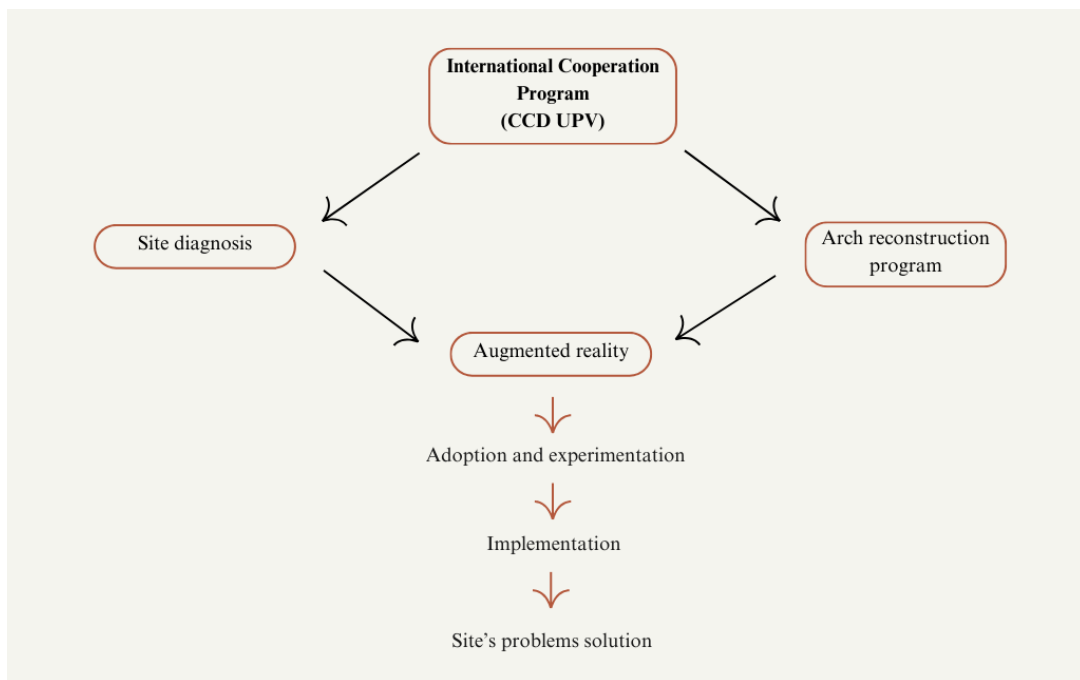 International Cooperation
Program
(CCD UPV)
Site diagnosis
Arch reconstruction
program
Augmented reality
Adoption and experimentation
Implementation
Site’s problems solution